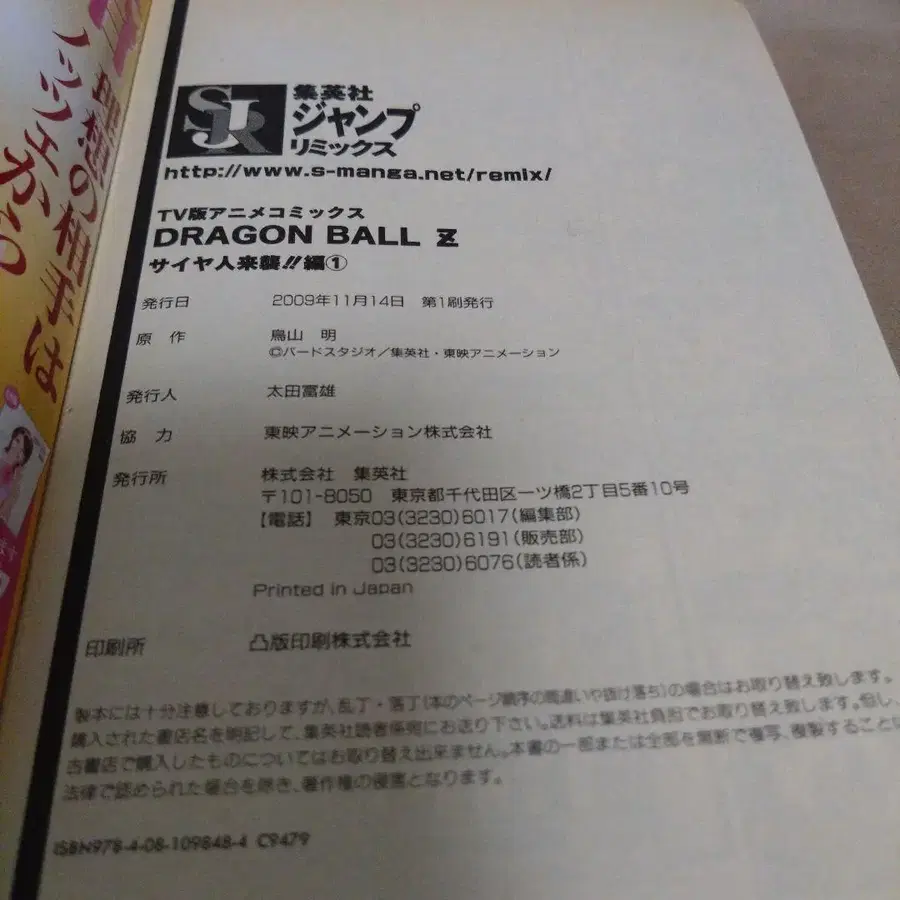 SJR
集英社
ジャンプ
リミックス
http://www.s-manga.net/remix/
TV版アニメコミックス
DRAGON BALL Z
サイヤ人来襲!!編①
発行日 2009年11月14日 第1刷発行
原 作 鳥山 明
©バードスタジオ/集英社・東映アニメーション
発行人 太田富雄
協 力 東映アニメーション株式会社
発行所 株式会社 集英社
〒101-8050 東京都千代田区一ツ橋2丁目5番10号
【電話】 東京03(3230)6017(編集部)
03(3230)6191(販売部)
03(3230)6076(読者係)
Printed in Japan
印刷所 凸版印刷株式会社
製本には十分注意しておりますが、乱丁・落丁(本のページ順序の間違いや抜け落ち)の場合はお取り替え致します。
購入された書店名を明記して、集英社読者係宛にお送り下さい。送料は集英社負担でお取り替え致します。但し、
古書店で購入したものについてはお取り替え出来ません。本書の一部または全部を無断で複写、複製することは
法律で認められた場合を除き、著作権の侵害となります。
ISBN978-4-08-109848-4 C9479
理想の相手は